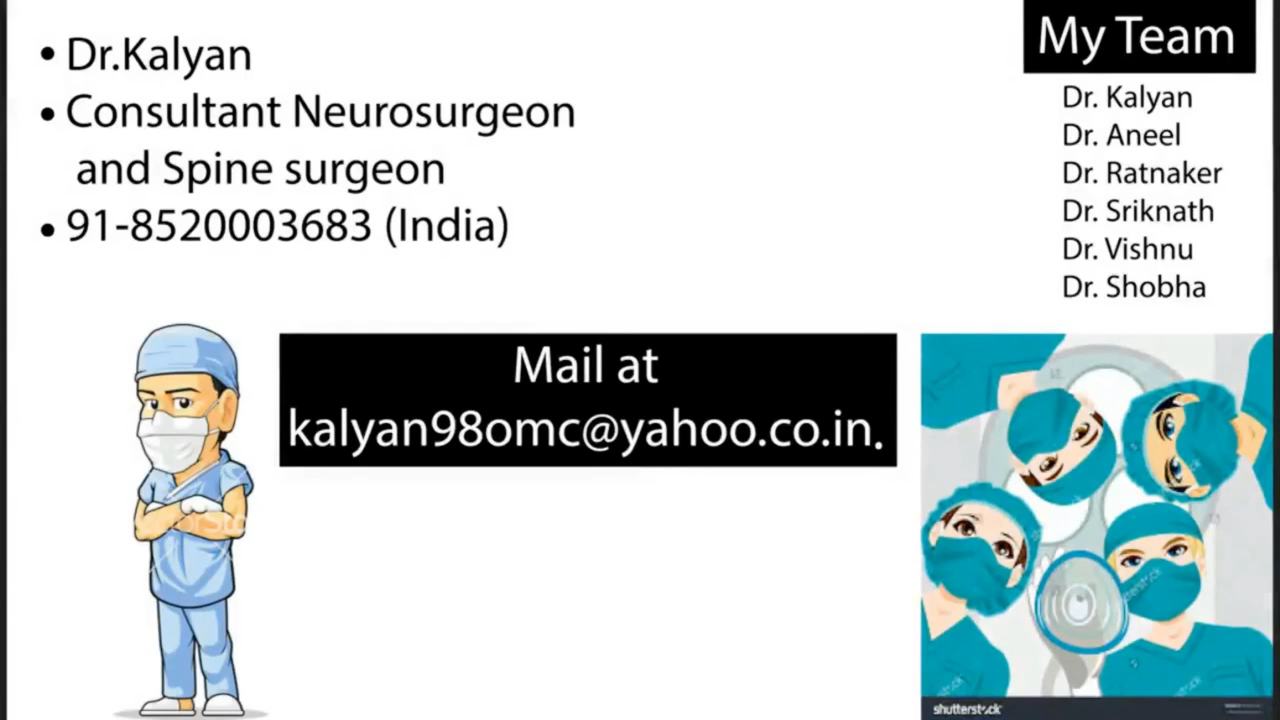 • Dr.Kalyan
• Consultant Neurosurgeon
and Spine surgeon
• 91-8520003683 (India)
My Team
Dr. Kalyan
Dr. Aneel
Dr. Ratnaker
Dr. Sriknath
Dr. Vishnu
Dr. Shobha
Mail at
kalyan98omc@yahoo.co.in.
shutterstock